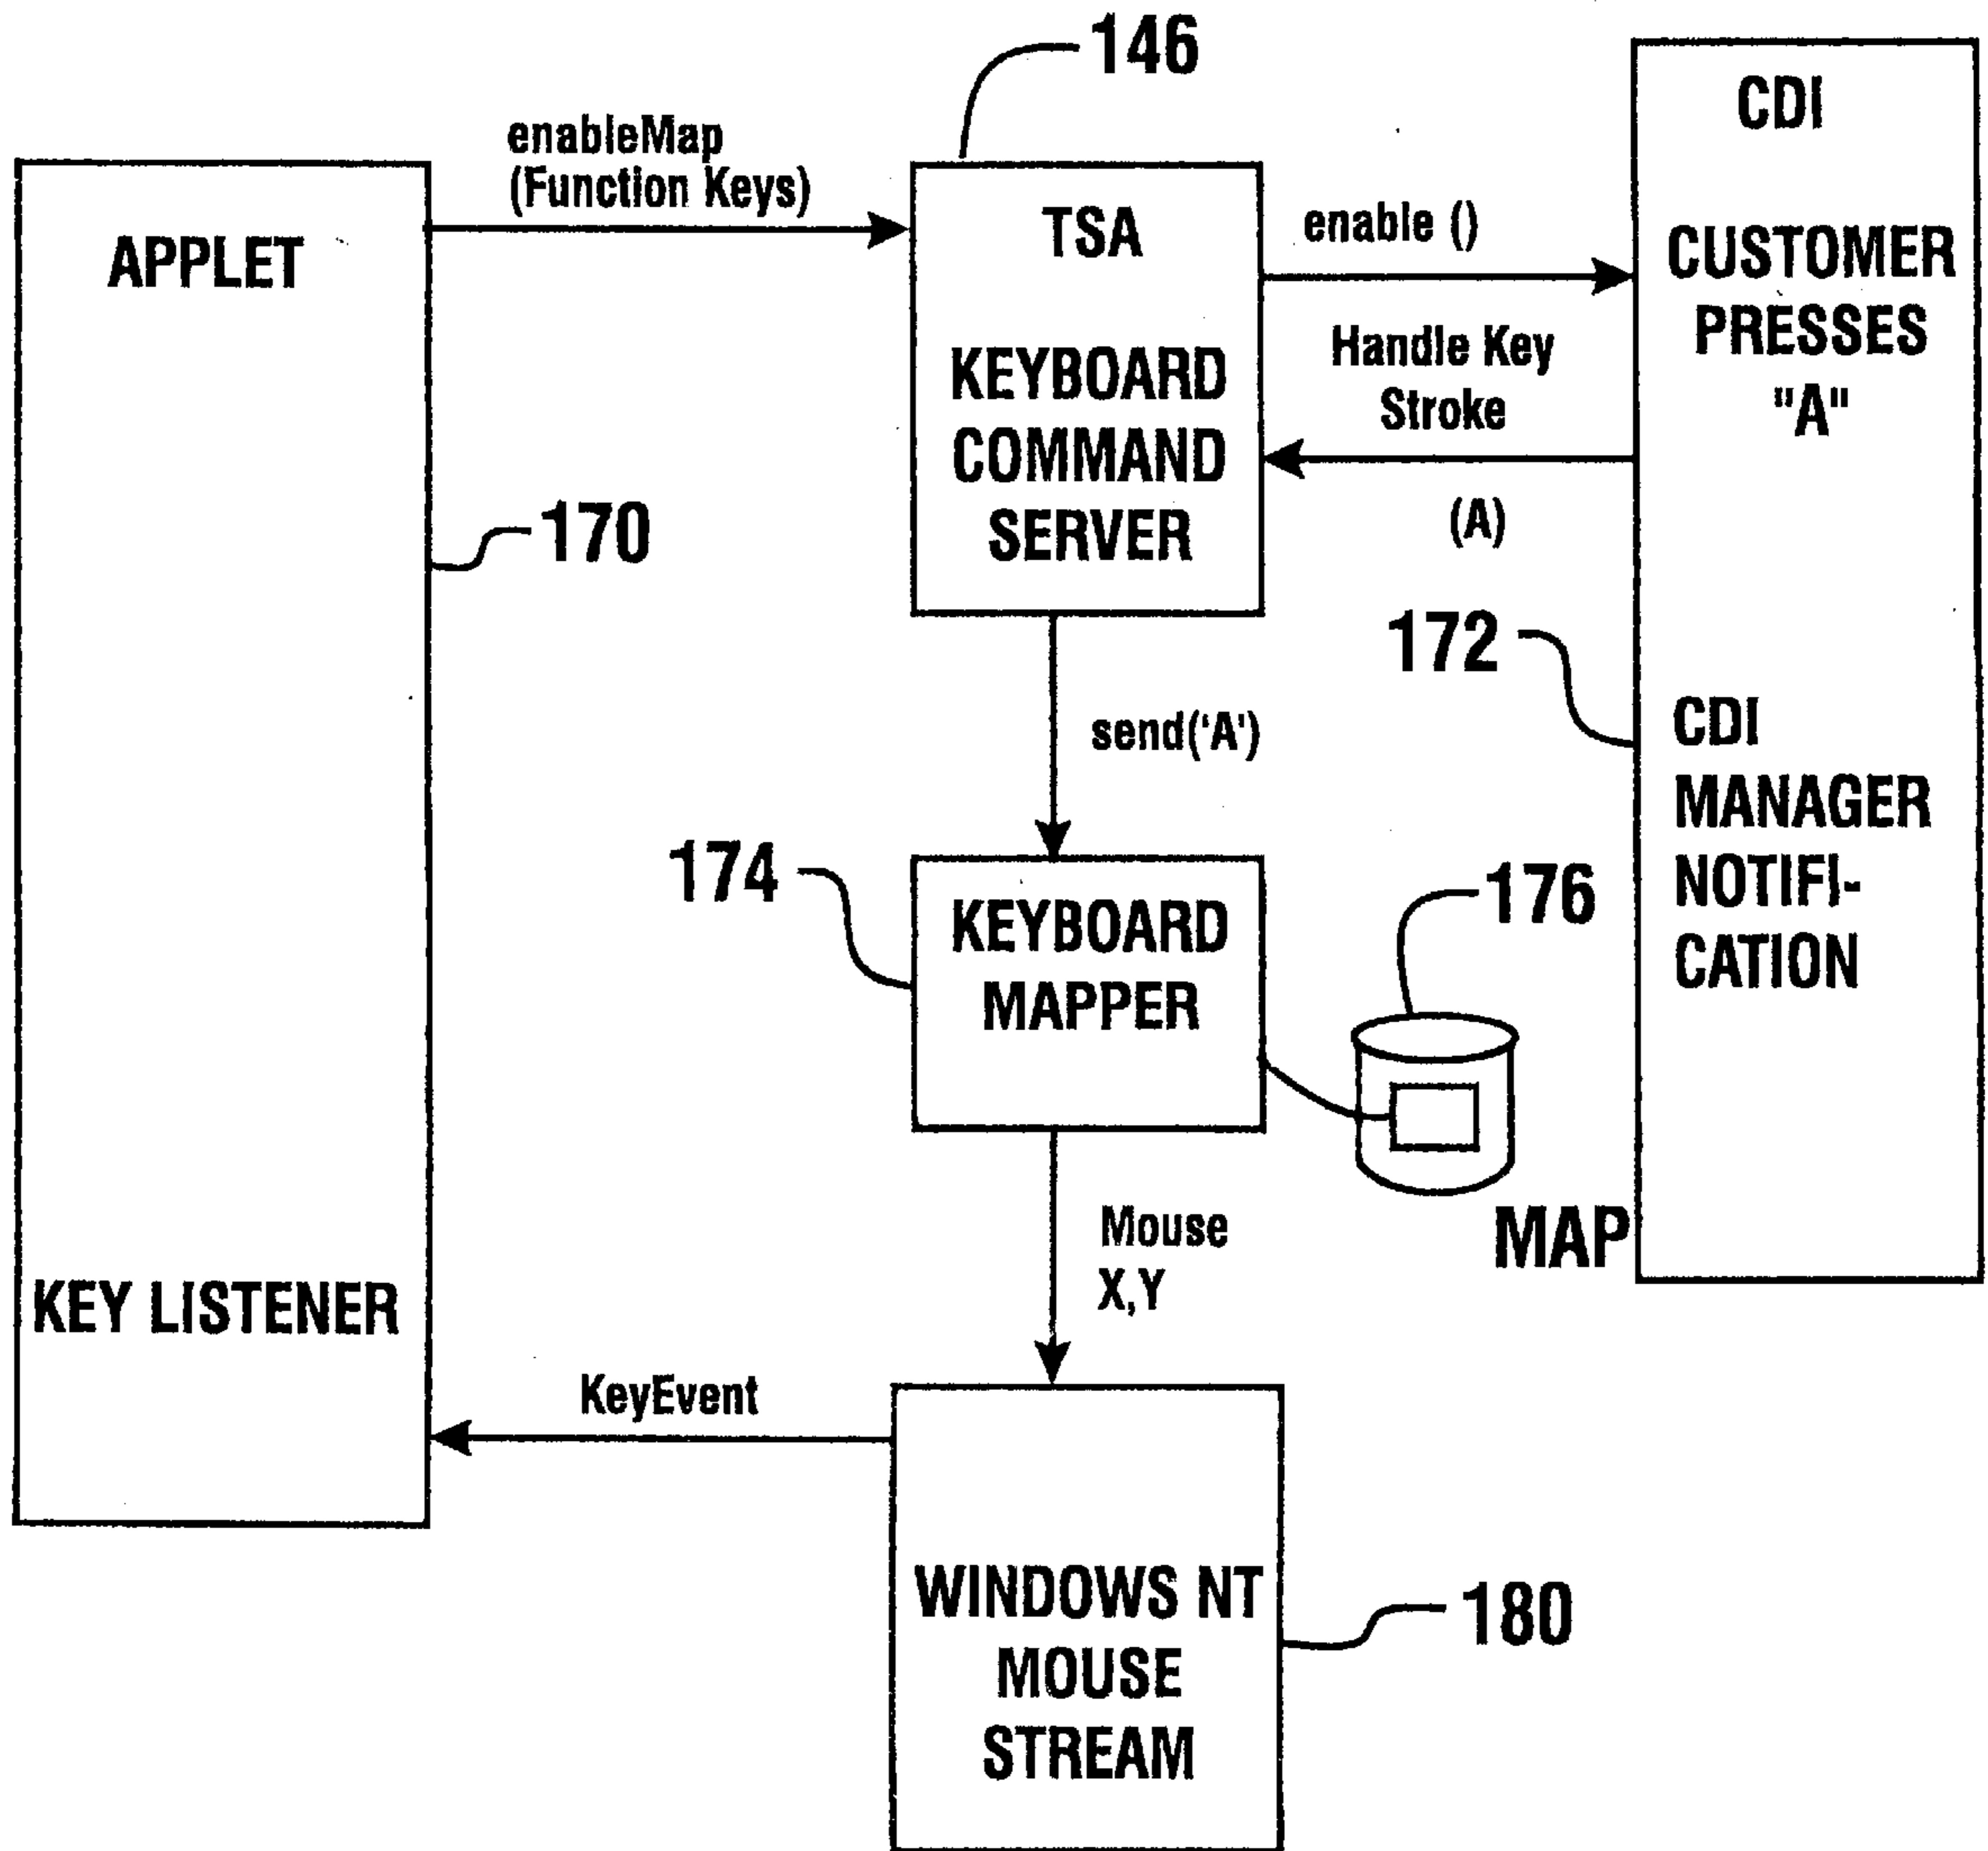 146
CDI
enableMap
(Function Keys)
APPLET
TSA
enable ()
CUSTOMER
PRESSES
"A"
KEYBOARD
COMMAND
SERVER
Handle Key
Stroke
(A)
170
172
CDI
MANAGER
NOTIFI-
CATION
send('A')
174
KEYBOARD
MAPPER
176
MAP
Mouse
X,Y
KEY LISTENER
KeyEvent
WINDOWS NT
MOUSE
STREAM
180